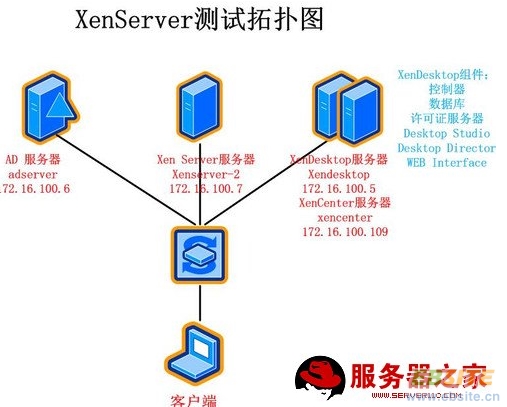 XenServer测试拓扑图
XenDesktop组件:
控制器
数据库
许可证服务器
Desktop Studio
Desktop Director
WEB Interface
AD 服务器
adserver
172.16.100.6
Xen Server服务器
Xenserver-2
172.16.100.7
XenDesktop服务器
Xendesktop
172.16.100.5
XenCenter服务器
xencenter
172.16.100.109
客户端
服务器之家
www.cbsite.cn